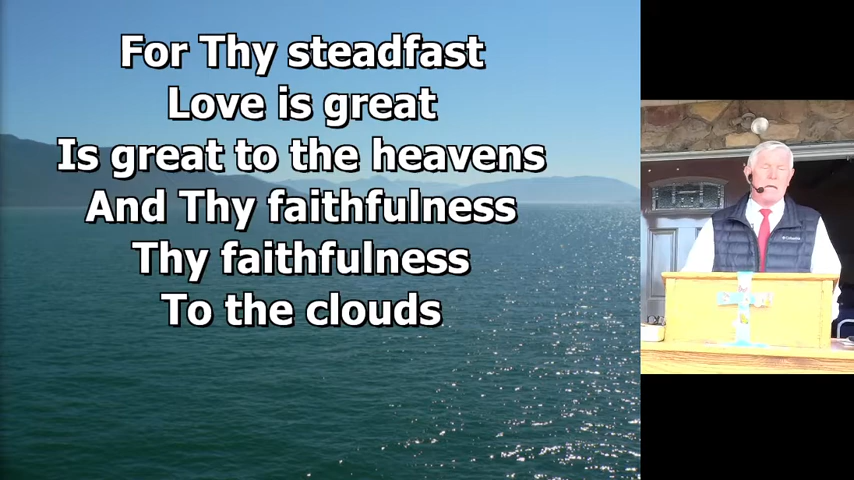 For Thy steadfast
Love is great
Is great to the heavens
And Thy faithfulness
Thy faithfulness
To the clouds
Columbia